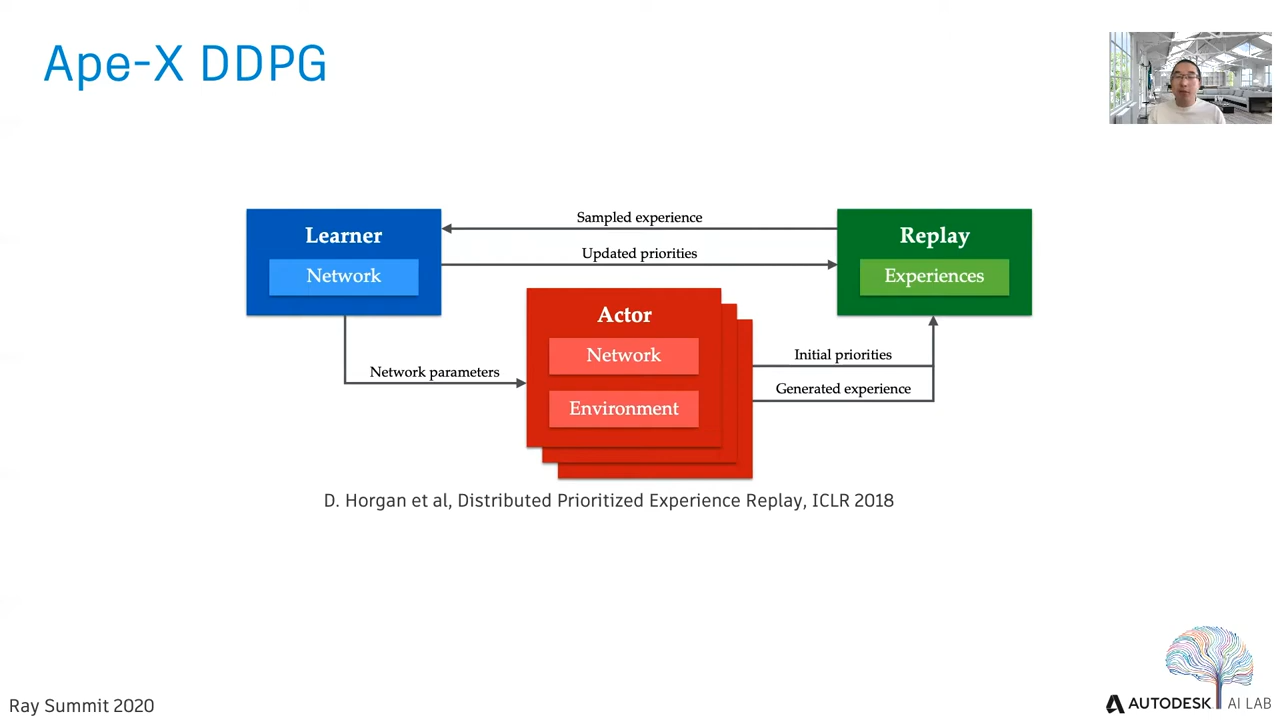 Ape-X DDPG
Learner
Network
Sampled experience
Updated priorities
Replay
Experiences
Actor
Network
Environment
Network parameters
Initial priorities
Generated experience
D. Horgan et al, Distributed Prioritized Experience Replay, ICLR 2018
Ray Summit 2020
AUTODESK AI LAB